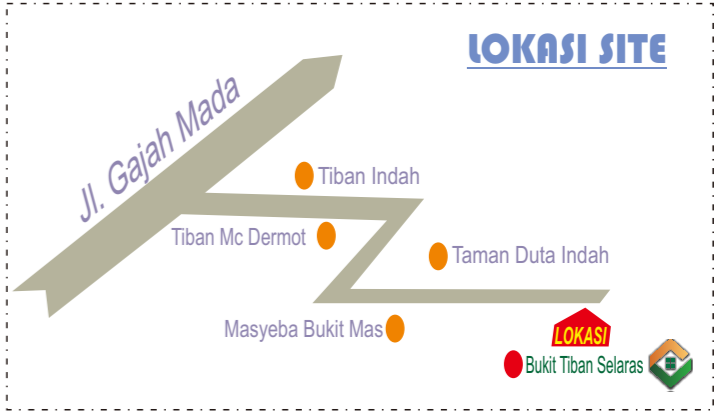 LOKASI SITE
Jl. Gajah Mada
Tiban Indah
Tiban Mc Dermot
Taman Duta Indah
Masyeba Bukit Mas
LOKASI
Bukit Tiban Selaras